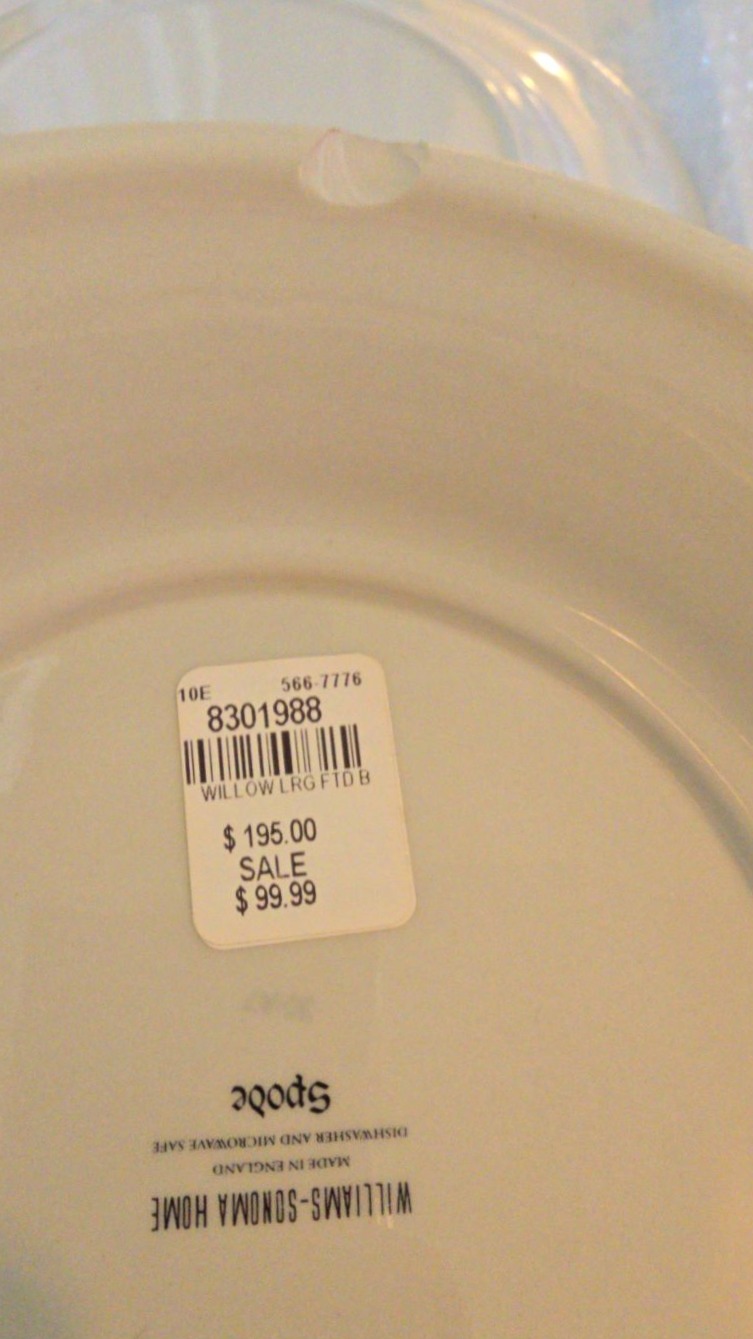 10E 566-7776
8301988
WILLOW LRG FTD B
$ 195.00
SALE
$ 99.99
WILLIAMS-SONOMA HOME
MADE IN ENGLAND
DISHWASHER AND MICROWAVE SAFE
Spode